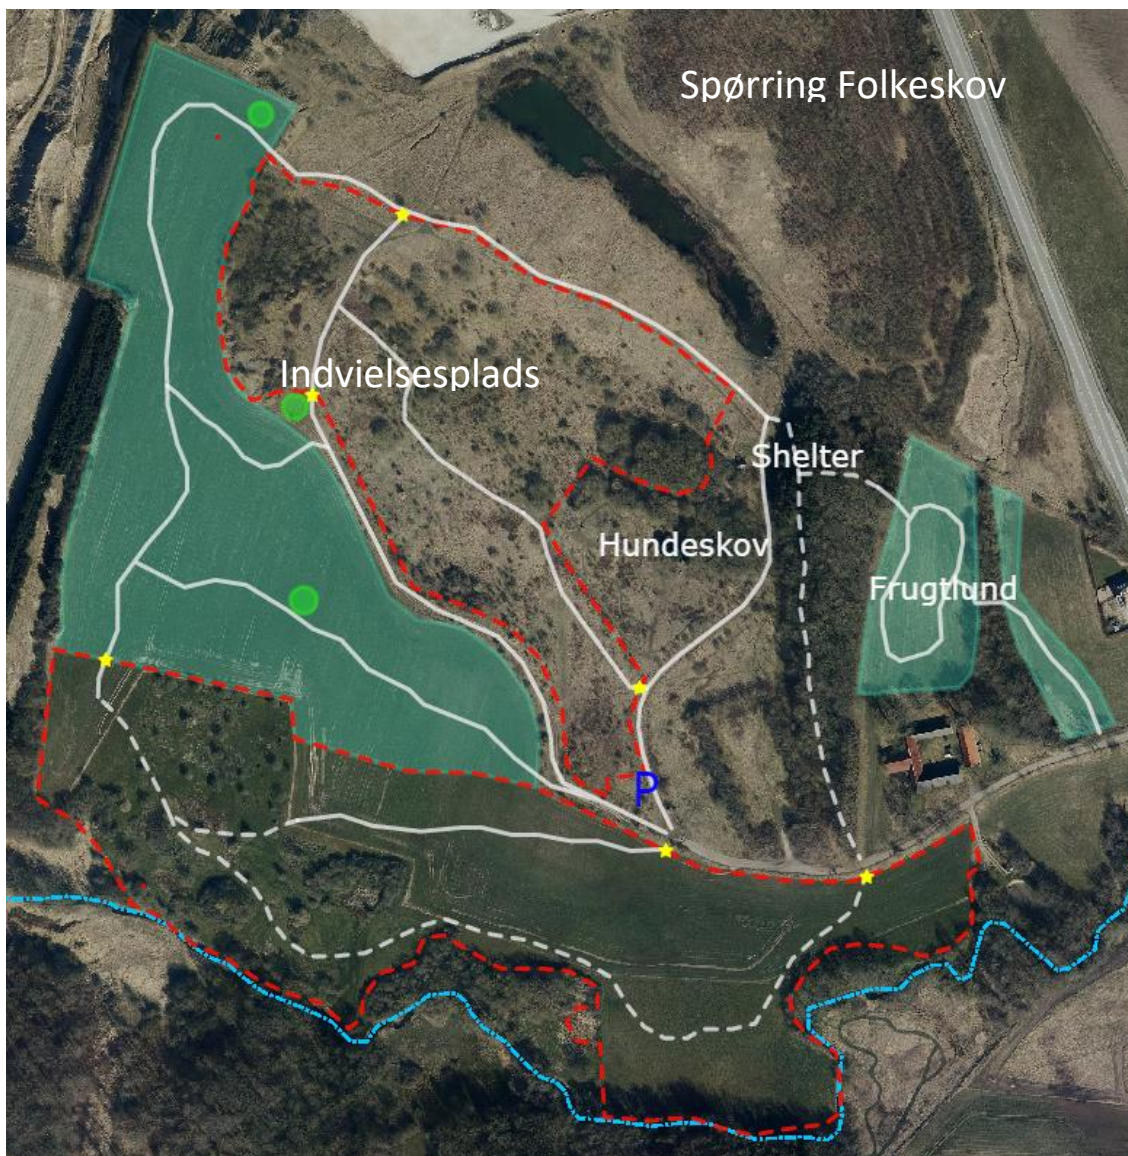 Spørring Folkeskov
Indvielsesplads
Shelter
Hundeskov
Frugtlund
P